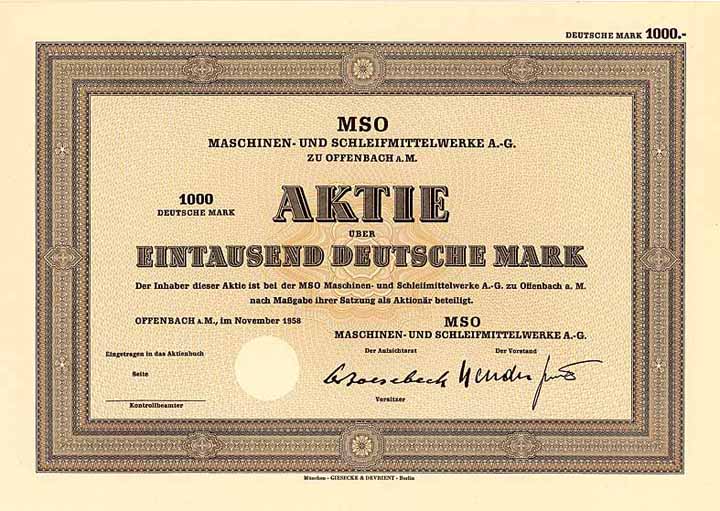 DEUTSCHE MARK 1000.-
MSO
MASCHINEN- UND SCHLEIFMITTELWERKE A.-G.
ZU OFFENBACH A. M.
1000
DEUTSCHE MARK
AKTIE
ÜBER
EINTAUSEND DEUTSCHE MARK
Der Inhaber dieser Aktie ist bei der MSO Maschinen- und Schleifmittelwerke A.-G. zu Offenbach a. M.
nach Maßgabe ihrer Satzung als Aktionär beteiligt.
OFFENBACH A. M., im November 1958
MSO
MASCHINEN- UND SCHLEIFMITTELWERKE A.-G.
Eingetragen in das Aktienbuch
Seite
Kontrollbeamter
Der Aufsichtsrat
Der Vorstand
Vorsitzer
München - GIESECKE & DEVRIENT - Berlin